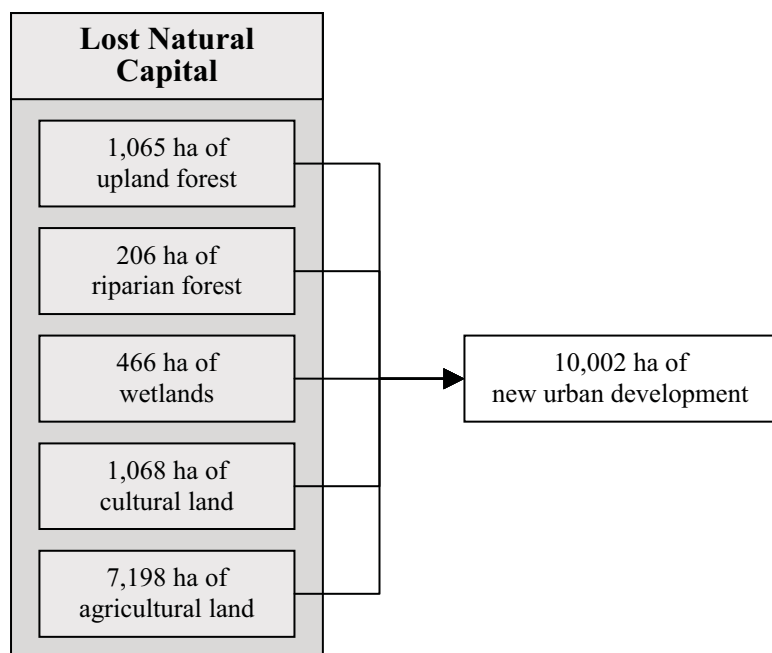 Lost Natural
Capital
1,065 ha of
upland forest
206 ha of
riparian forest
466 ha of
wetlands
1,068 ha of
cultural land
7,198 ha of
agricultural land
10,002 ha of
new urban development